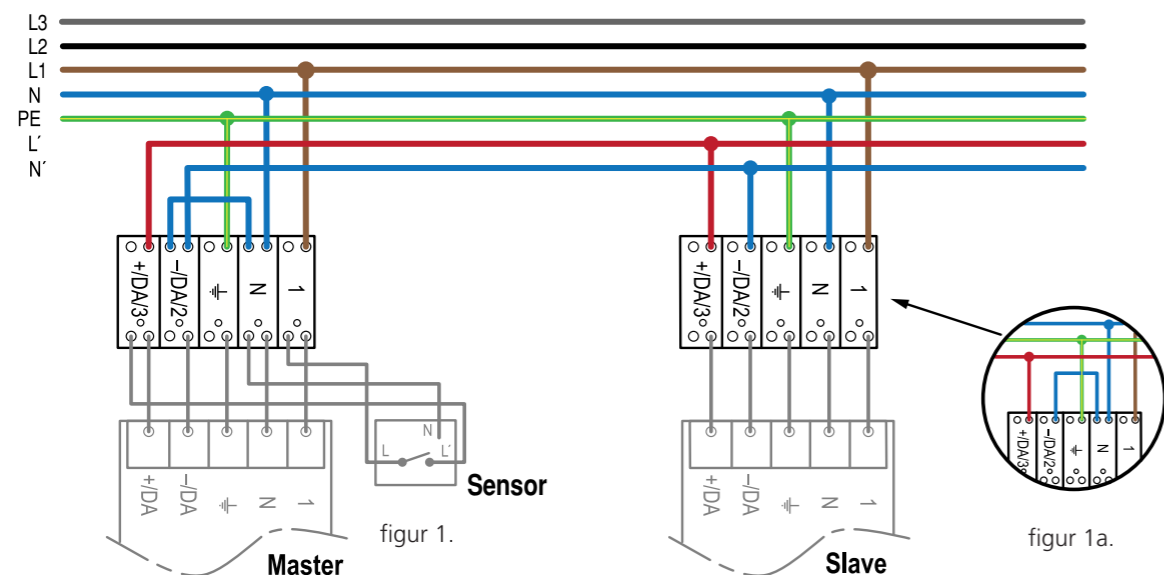 L3
L2
L1
N
PE
L´
N´
+/DA/3 −/DA/2 N 1
+/DA/3 −/DA/2 N 1
+/DA/3 −/DA/2 N 1
N
L L´
Sensor
+/DA −/DA N 1
+/DA −/DA N 1
figur 1.
figur 1a.
Master
Slave